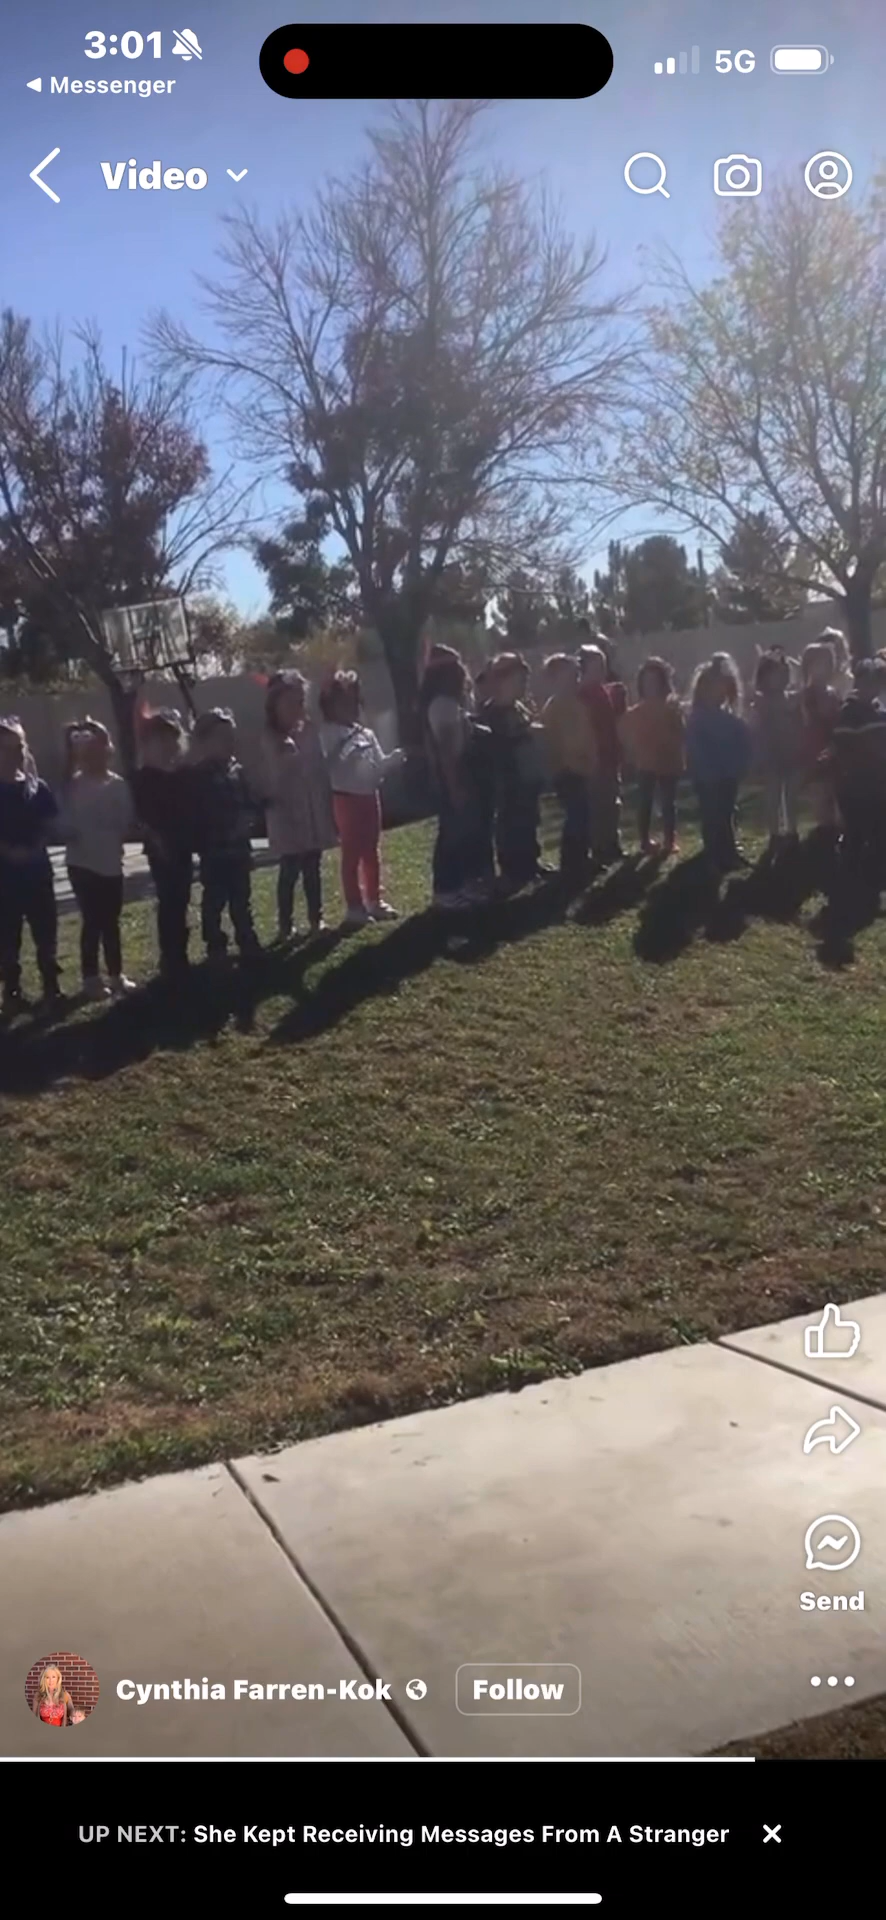 3:01
5G
Messenger
Video
Send
Cynthia Farren-Kok
Follow
UP NEXT: She Kept Receiving Messages From A Stranger